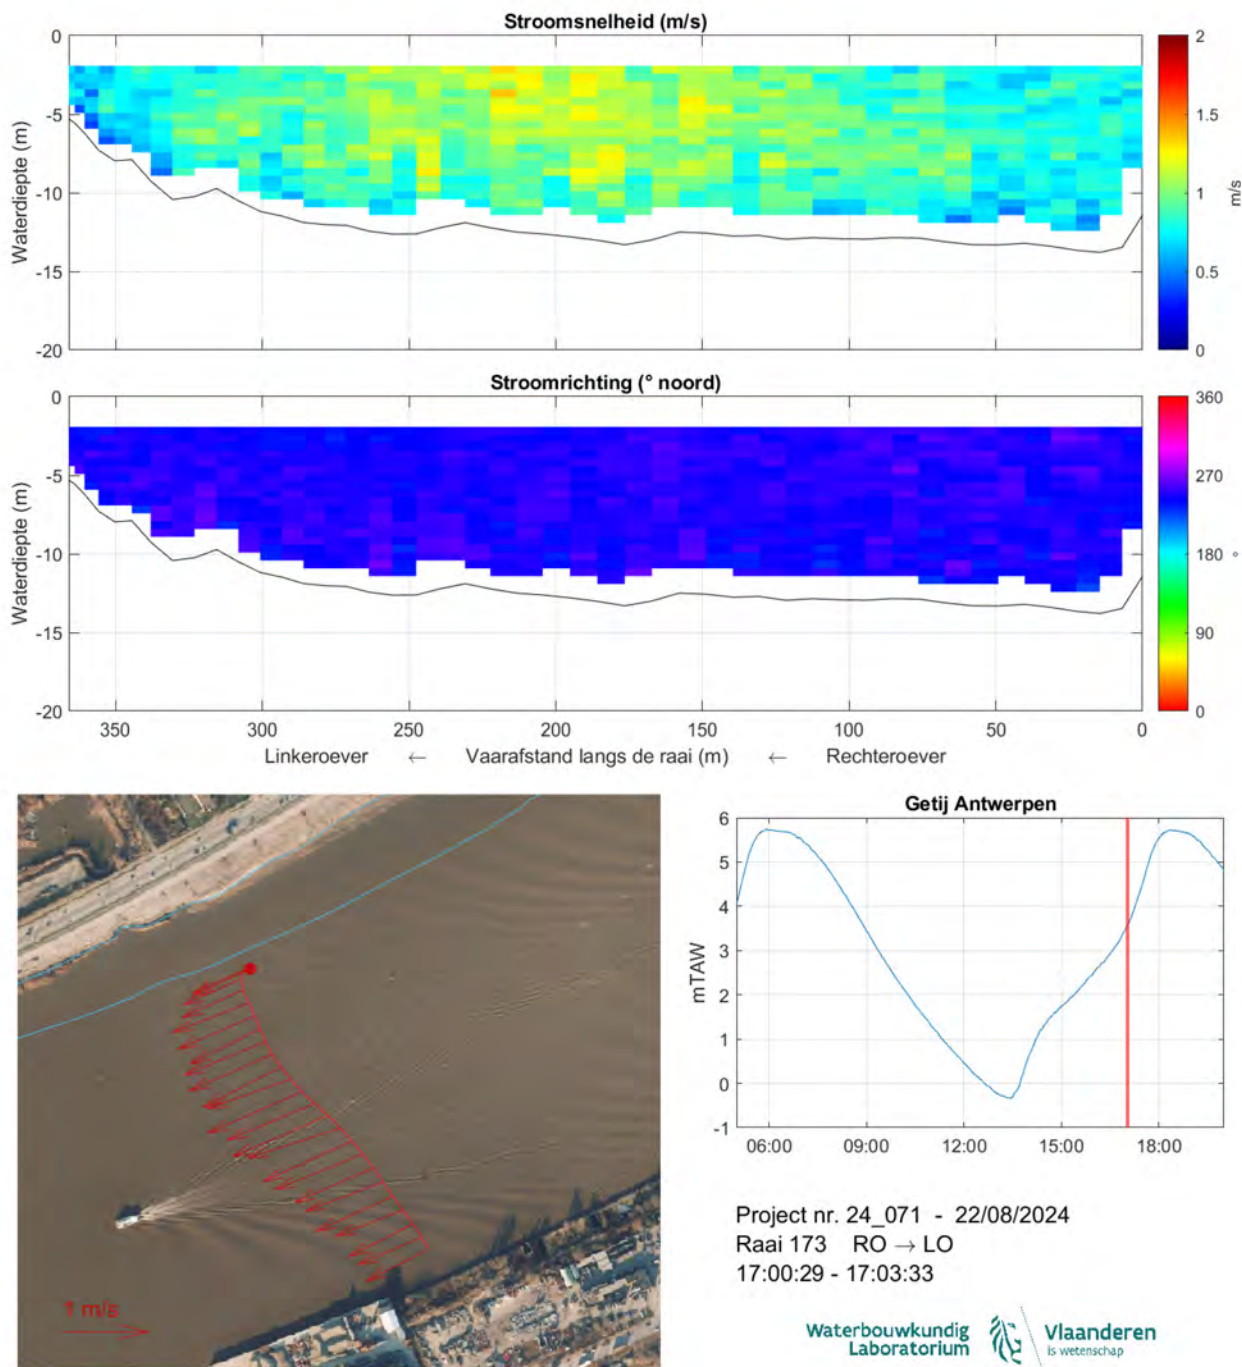 Stroomsnelheid (m/s)
0
-5
-10
-15
-20
Waterdiepte (m)
2
1.5
1
0.5
0
m/s
Stroomrichting (° noord)
0
-5
-10
-15
-20
Waterdiepte (m)
360
270
180
90
0
°
350 300 250 200 150 100 50 0
Linkeroever ← Vaarafstand langs de raai (m) ← Rechteroever
1 m/s
Getij Antwerpen
6
5
4
3
2
1
0
-1
mTAW
06:00 09:00 12:00 15:00 18:00
Project nr. 24_071 - 22/08/2024
Raai 173 RO → LO
17:00:29 - 17:03:33
Waterbouwkundig
Laboratorium
Vlaanderen
is wetenschap